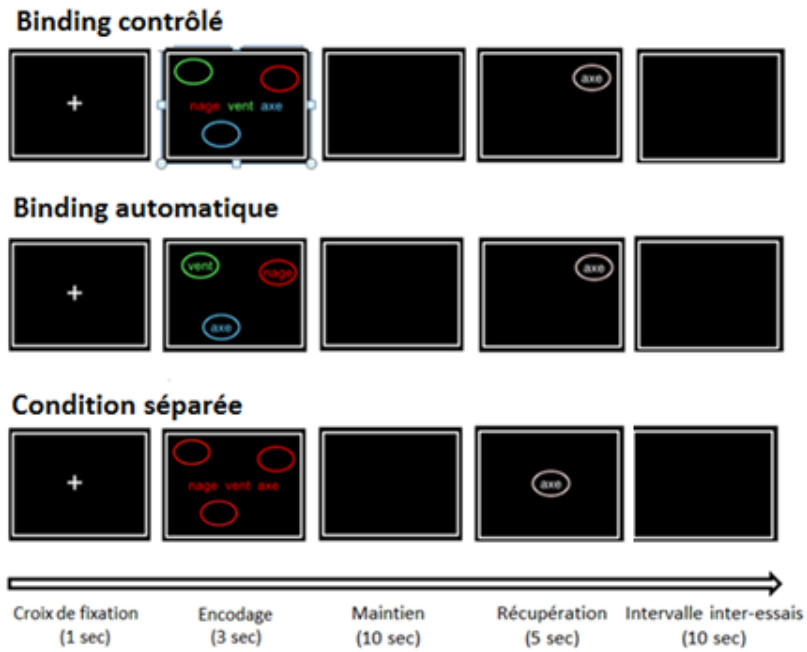 Binding contrôlé
+
nage vent axe
axe
Binding automatique
+
vent
nage
axe
axe
Condition séparée
+
nage vent axe
axe
Croix de fixation
(1 sec)
Encodage
(3 sec)
Maintien
(10 sec)
Récupération
(5 sec)
Intervalle inter-essais
(10 sec)